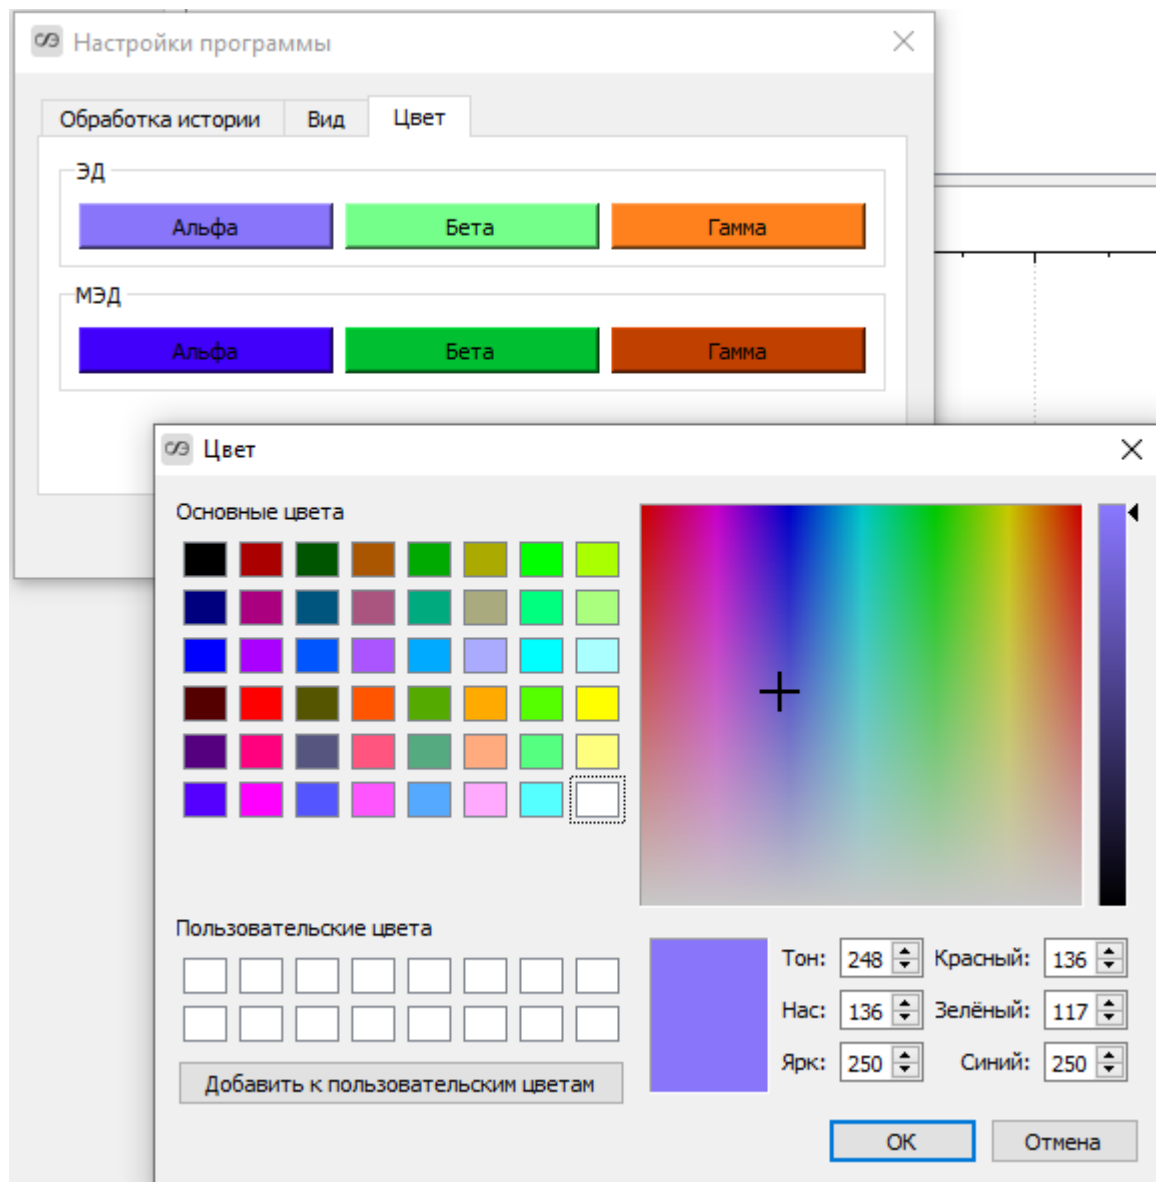 Настройки программы
Обработка истории Вид Цвет
ЭД
Альфа Бета Гамма
МЭД
Альфа Бета Гамма
Цвет
Основные цвета
Пользовательские цвета
Тон: 248 Красный: 136
Нас: 136 Зелёный: 117
Ярк: 250 Синий: 250
Добавить к пользовательским цветам
ОК Отмена